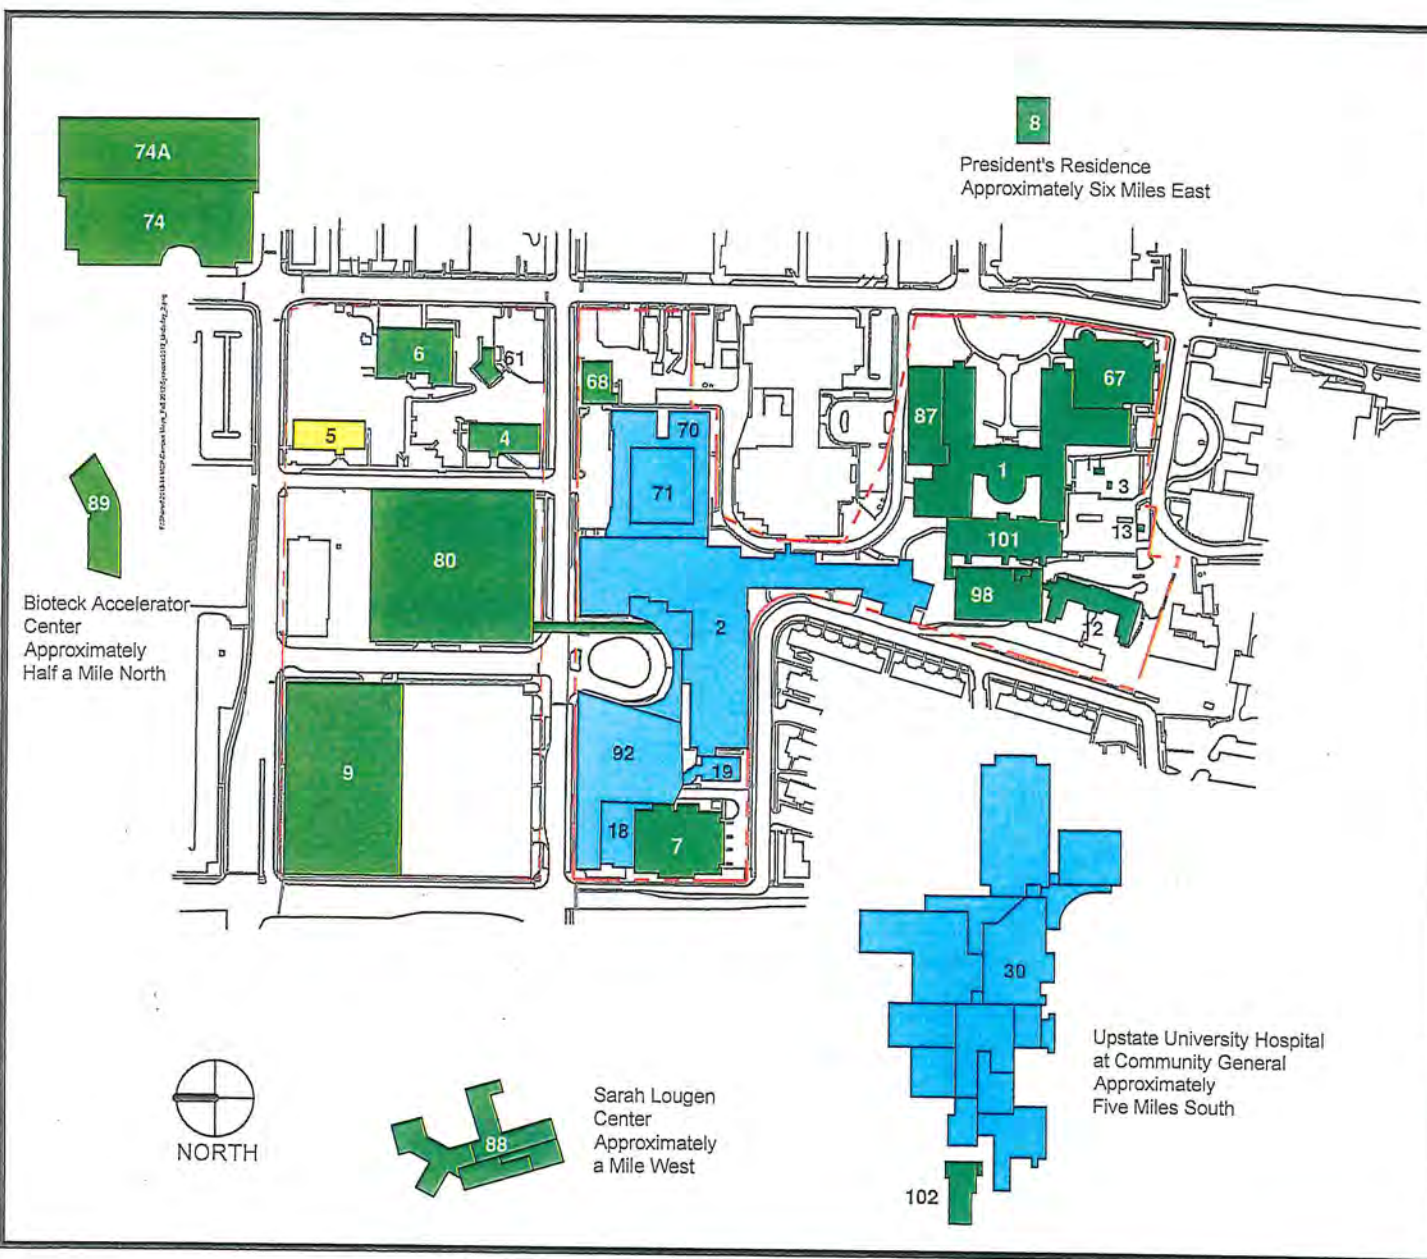 8
President's Residence
Approximately Six Miles East
74A
74
6
61
68
67
5
4
70
87
71
1
3
89
80
101
13
98
12
2
Bioteck Accelerator
Center
Approximately
Half a Mile North
92
19
9
18
7
30
Upstate University Hospital
at Community General
Approximately
Five Miles South
NORTH
Sarah Lougen
Center
Approximately
a Mile West
88
102